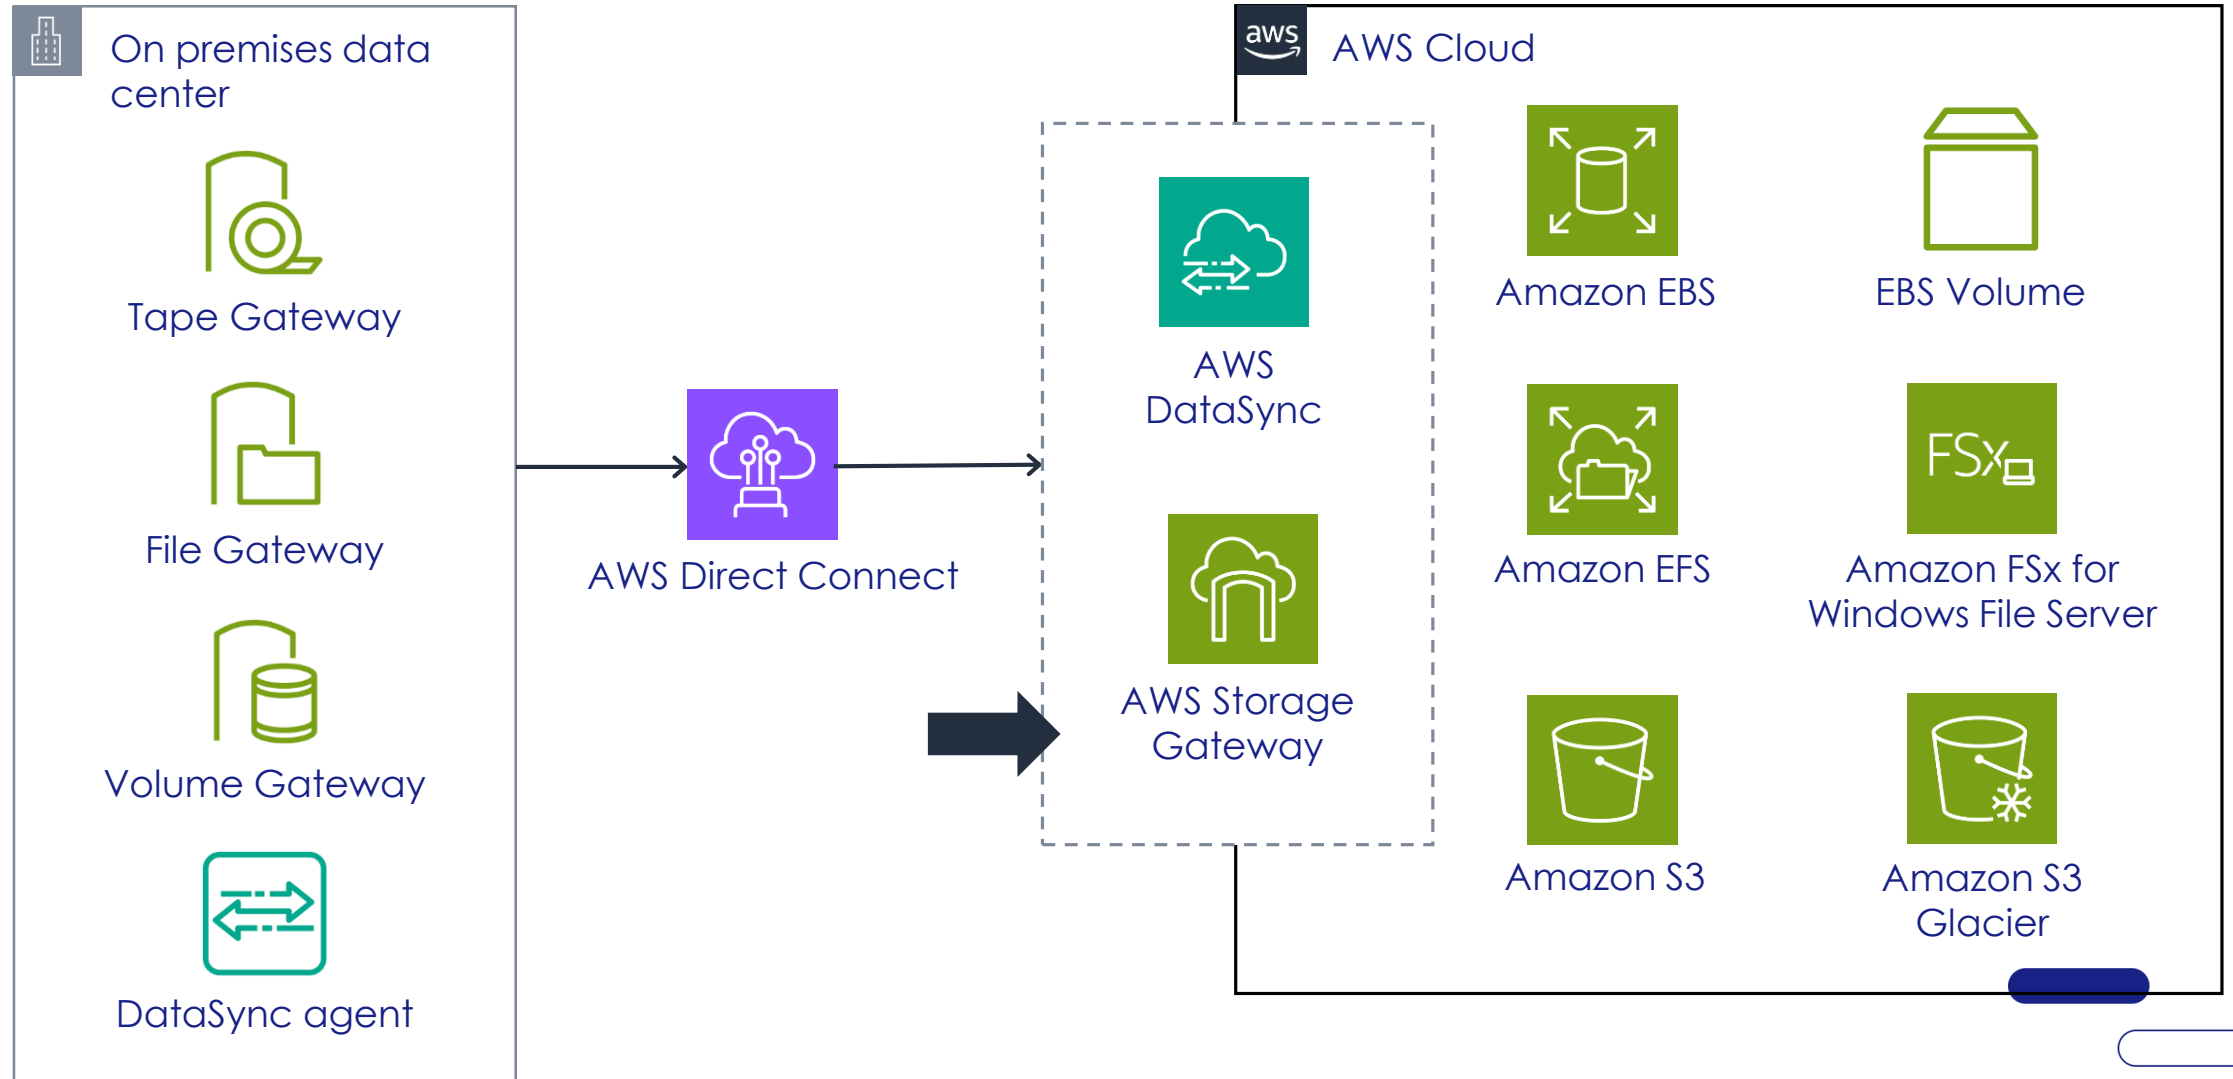 On premises data
center
Tape Gateway
File Gateway
Volume Gateway
DataSync agent
AWS Direct Connect
aws
AWS Cloud
AWS
DataSync
AWS Storage
Gateway
Amazon EBS
EBS Volume
Amazon EFS
FSx
Amazon FSx for
Windows File Server
Amazon S3
Amazon S3
Glacier